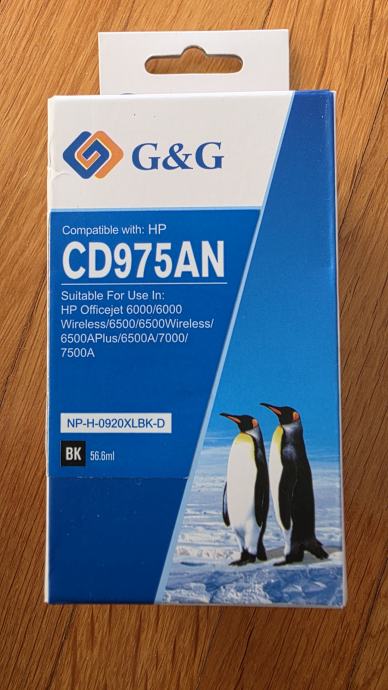 G&G
Compatible with: HP
CD975AN
Suitable For Use In:
HP Officejet 6000/6000
Wireless/6500/6500Wireless/
6500APlus/6500A/7000/
7500A
NP-H-0920XLBK-D
BK 56.6ml